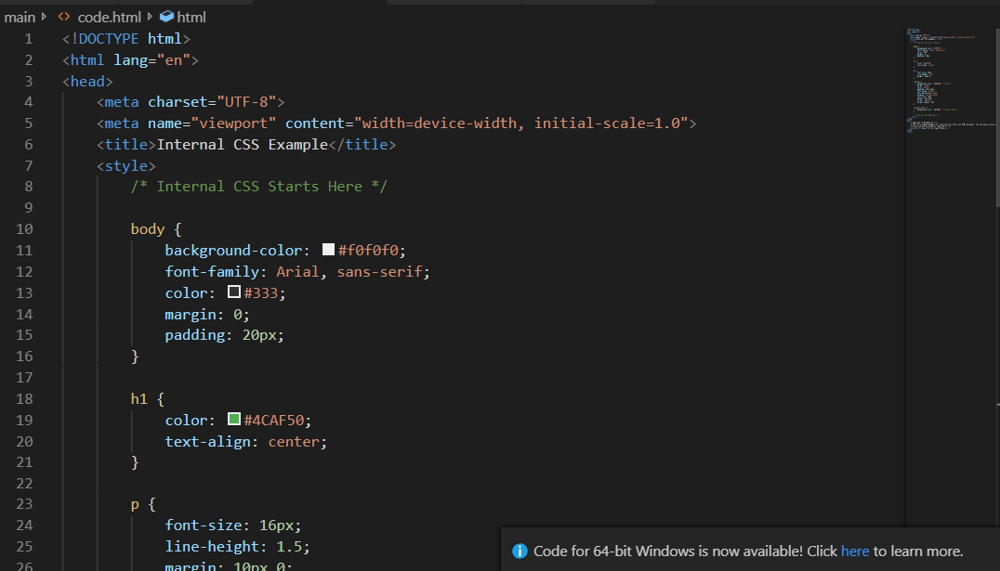 main code.html html
1 <!DOCTYPE html>
2 <html lang="en">
3 <head>
4 <meta charset="UTF-8">
5 <meta name="viewport" content="width=device-width, initial-scale=1.0">
6 <title>Internal CSS Example</title>
7 <style>
8 /* Internal CSS Starts Here */
9
10 body {
11 background-color: #f0f0f0;
12 font-family: Arial, sans-serif;
13 color: #333;
14 margin: 0;
15 padding: 20px;
16 }
17
18 h1 {
19 color: #4CAF50;
20 text-align: center;
21 }
22
23 p {
24 font-size: 16px;
25 line-height: 1.5;
26 margin: 10px 0;
Code for 64-bit Windows is now available! Click here to learn more.